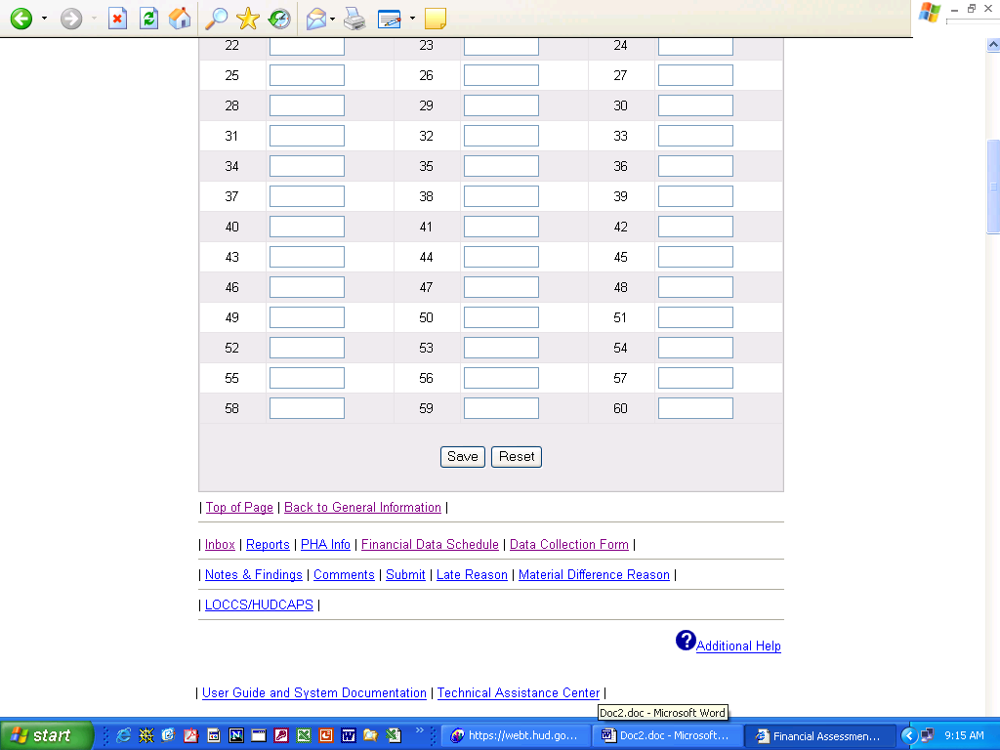 22 23 24
25 26 27
28 29 30
31 32 33
34 35 36
37 38 39
40 41 42
43 44 45
46 47 48
49 50 51
52 53 54
55 56 57
58 59 60
Save Reset
| Top of Page | Back to General Information |
| Inbox | Reports | PHA Info | Financial Data Schedule | Data Collection Form |
| Notes & Findings | Comments | Submit | Late Reason | Material Difference Reason |
| LOCCS/HUDCAPS |
? Additional Help
| User Guide and System Documentation | Technical Assistance Center |
Doc2.doc - Microsoft Word
start https://webt.hud.go... Doc2.doc - Microsoft... Financial Assessmen... 9:15 AM